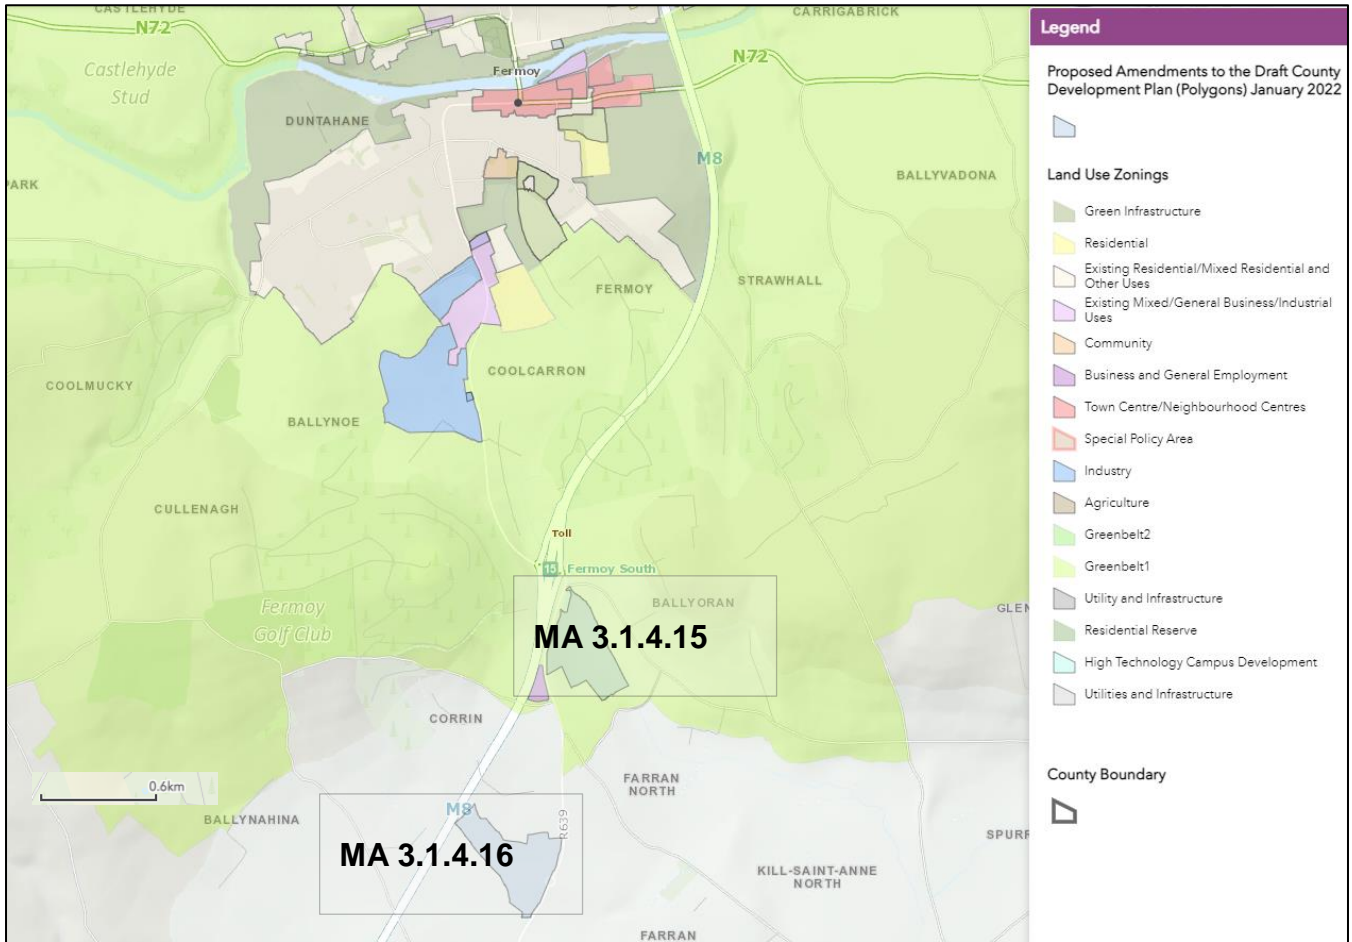 CASTLEHYDE
N72
CARRIGABRICK
Castlehyde
Stud
Fermoy
N72
DUNTAHANE
M8
PARK
BALLYVADONA
FERMOY
STRAWHALL
COOLMUCKY
COOLCARRON
BALLYNOE
CULLENAGH
Toll
15 Fermoy South
Fermoy
Golf Club
BALLYORAN
GLEN
MA 3.1.4.15
CORRIN
FARRAN
NORTH
0.6km
M8
BALLYNAHINA
R639
SPURR
MA 3.1.4.16
KILL-SAINT-ANNE
NORTH
FARRAN
Legend
Proposed Amendments to the Draft County
Development Plan (Polygons) January 2022
Land Use Zonings
Green Infrastructure
Residential
Existing Residential/Mixed Residential and
Other Uses
Existing Mixed/General Business/Industrial
Uses
Community
Business and General Employment
Town Centre/Neighbourhood Centres
Special Policy Area
Industry
Agriculture
Greenbelt2
Greenbelt1
Utility and Infrastructure
Residential Reserve
High Technology Campus Development
Utilities and Infrastructure
County Boundary